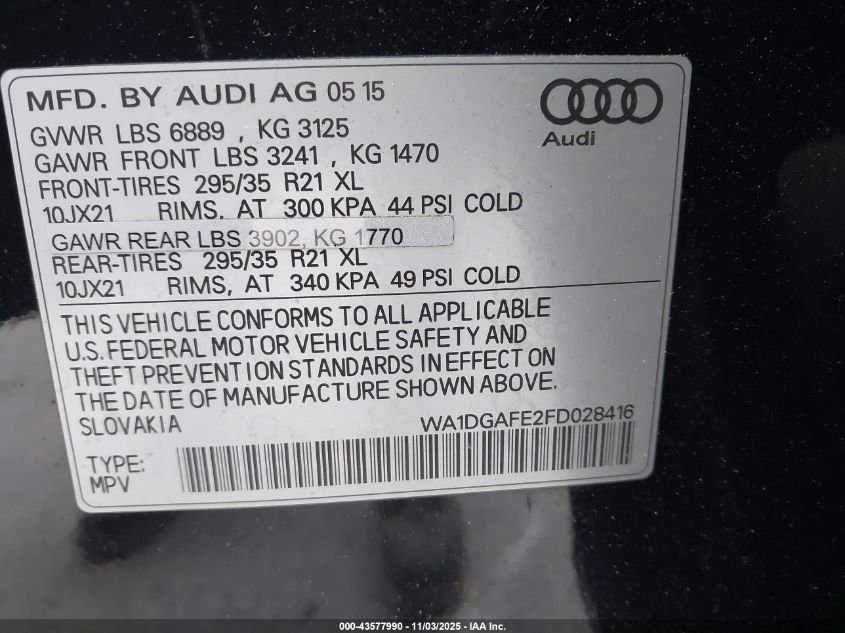 MFD. BY AUDI AG 05 15
Audi
GVWR LBS 6889 , KG 3125
GAWR FRONT LBS 3241 , KG 1470
FRONT-TIRES 295/35 R21 XL
10JX21 RIMS, AT 300 KPA 44 PSI COLD
GAWR REAR LBS 3902, KG 1770
REAR-TIRES 295/35 R21 XL
10JX21 RIMS, AT 340 KPA 49 PSI COLD
THIS VEHICLE CONFORMS TO ALL APPLICABLE
U.S. FEDERAL MOTOR VEHICLE SAFETY AND
THEFT PREVENTION STANDARDS IN EFFECT ON
THE DATE OF MANUFACTURE SHOWN ABOVE.
SLOVAKIA WA1DGAFE2FD028416
TYPE:
MPV
000-43577990 - 11/03/2025 - IAA Inc.